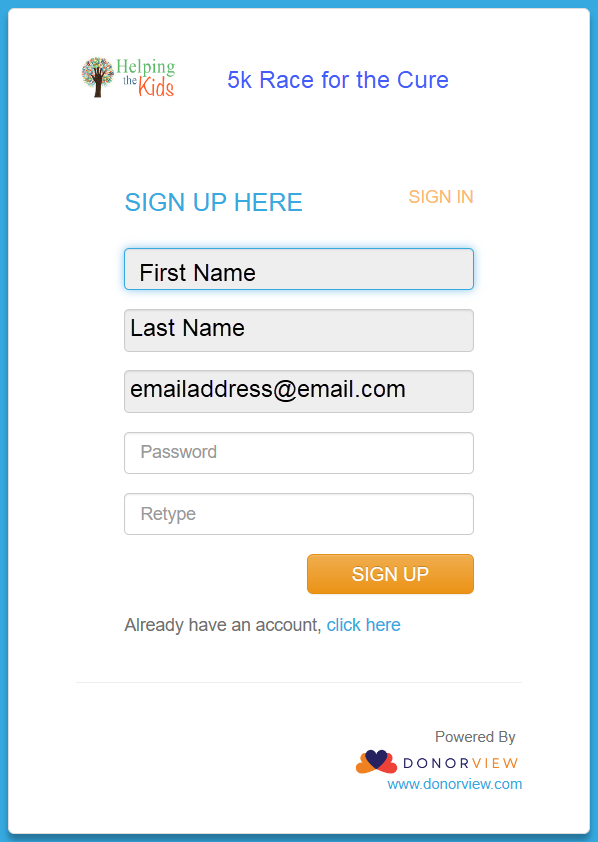 Helping
the
Kids
5k Race for the Cure
SIGN UP HERE
SIGN IN
First Name
Last Name
emailaddress@email.com
Password
Retype
SIGN UP
Already have an account, click here
Powered By
DONORVIEW
www.donorview.com